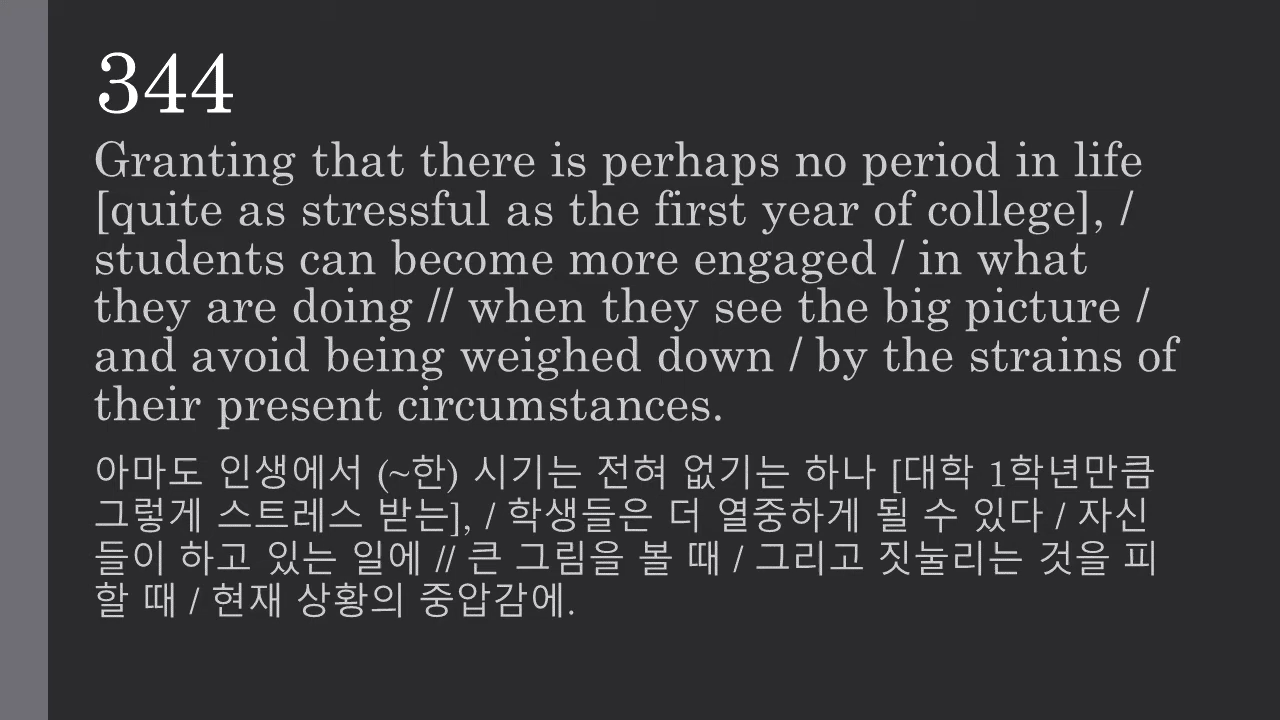 344
Granting that there is perhaps no period in life
[quite as stressful as the first year of college], /
students can become more engaged / in what
they are doing // when they see the big picture /
and avoid being weighed down / by the strains of
their present circumstances.
아마도 인생에서 (~한) 시기는 전혀 없기는 하나 [대학 1학년만큼
그렇게 스트레스 받는], / 학생들은 더 열중하게 될 수 있다 / 자신
들이 하고 있는 일에 // 큰 그림을 볼 때 / 그리고 짓눌리는 것을 피
할 때 / 현재 상황의 중압감에.